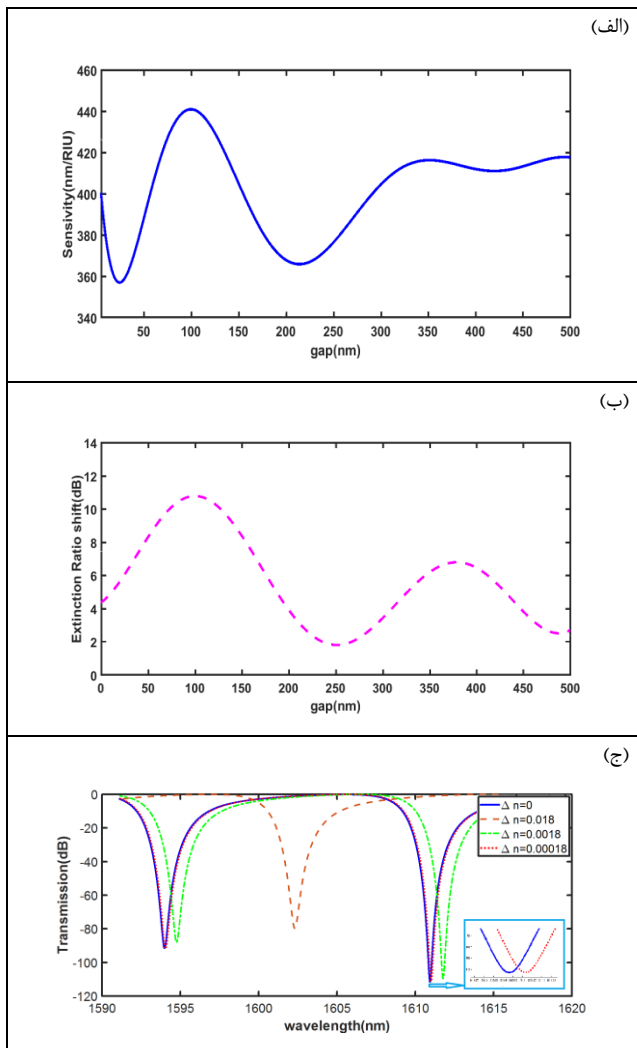 (الف)
460
440
420
400
380
360
340
Sensivity(nm/RIU)
50 100 150 200 250 300 350 400 450 500
gap(nm)
(ب)
14
12
10
8
6
4
2
0
Extinction Ratio shift(dB)
0 50 100 150 200 250 300 350 400 450 500
gap(nm)
(ج)
0
-20
-40
-60
-80
-100
-120
Transmission(dB)
Δ n=0
Δ n=0.018
Δ n=0.0018
Δ n=0.00018
1590 1595 1600 1605 1610 1615 1620
wavelength(nm)